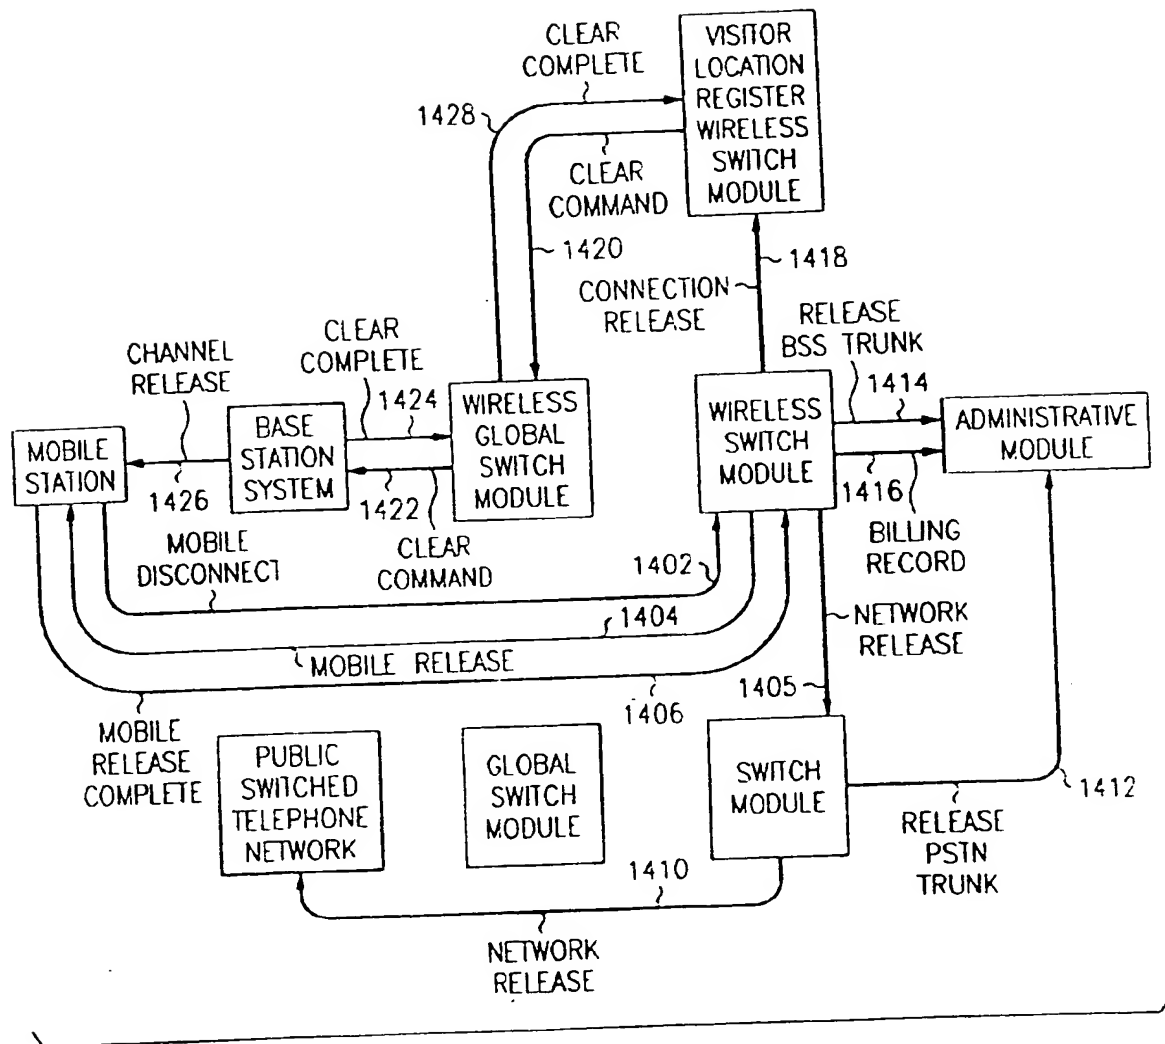 CLEAR
COMPLETE
1428
VISITOR
LOCATION
REGISTER
WIRELESS
SWITCH
MODULE
CLEAR
COMMAND
1420
1418
CONNECTION
RELEASE
RELEASE
BSS TRUNK
1414
CHANNEL
RELEASE
CLEAR
COMPLETE
1424
MOBILE
STATION
1426
BASE
STATION
SYSTEM
1422
WIRELESS
GLOBAL
SWITCH
MODULE
WIRELESS
SWITCH
MODULE
1416
ADMINISTRATIVE
MODULE
BILLING
RECORD
MOBILE
DISCONNECT
CLEAR
COMMAND
1402
1404
MOBILE RELEASE
NETWORK
RELEASE
1405
1406
MOBILE
RELEASE
COMPLETE
PUBLIC
SWITCHED
TELEPHONE
NETWORK
GLOBAL
SWITCH
MODULE
SWITCH
MODULE
1412
RELEASE
PSTN
TRUNK
1410
NETWORK
RELEASE